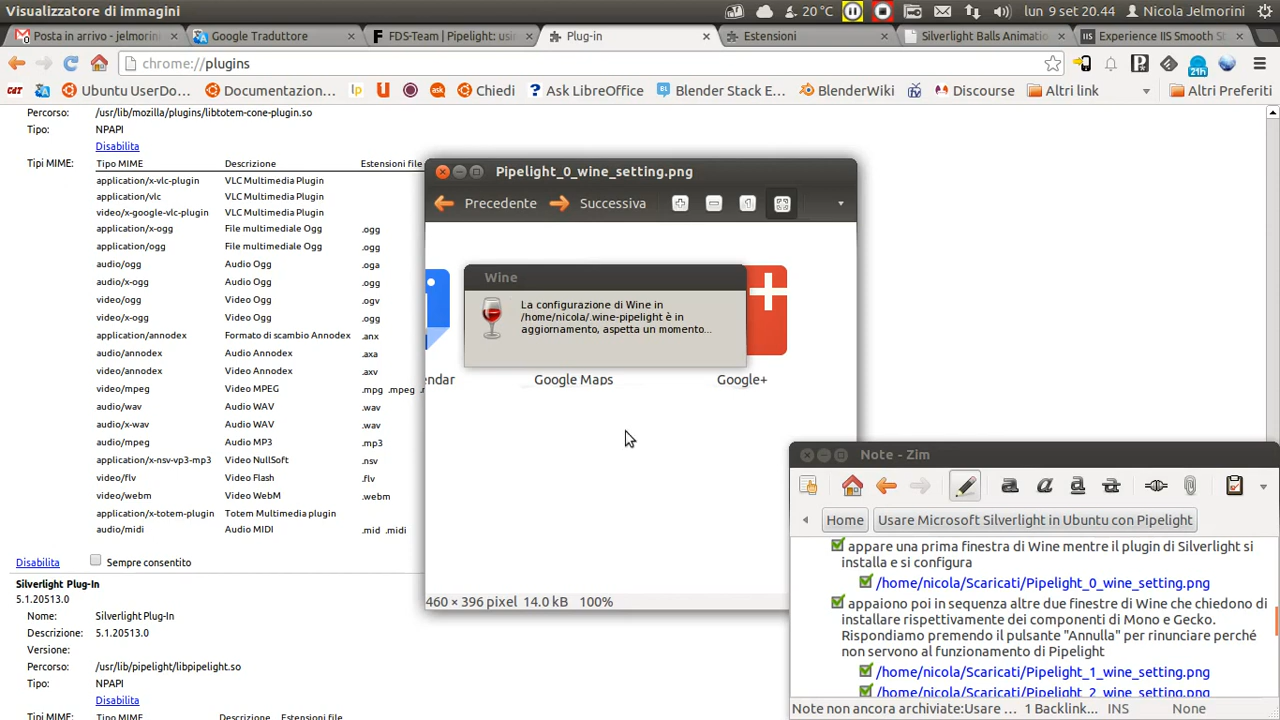 Visualizzatore di immagini
20 °C
lun 9 set 20.44
Nicola Jelmorini
Posta in arrivo - jelmorini
Google Traduttore
FDS-Team | Pipelight: usin
Plug-in
Estensioni
Silverlight Balls Animation
Experience IIS Smooth St
chrome://plugins
21h
CAT
Ubuntu UserDo...
Documentazion...
lp
Chiedi
Ask LibreOffice
Blender Stack E...
BlenderWiki
Discourse
Altri link
Altri Preferiti
Percorso: /usr/lib/mozilla/plugins/libtotem-cone-plugin.so
Tipo: NPAPI
Disabilita
Tipi MIME: Tipo MIME Descrizione Estensioni file
application/x-vlc-plugin VLC Multimedia Plugin
application/vlc VLC Multimedia Plugin
video/x-google-vlc-plugin VLC Multimedia Plugin
application/x-ogg File multimediale Ogg .ogg
application/ogg File multimediale Ogg .ogg
audio/ogg Audio Ogg .oga
audio/x-ogg Audio Ogg .ogg
video/ogg Video Ogg .ogv
video/x-ogg Video Ogg .ogg
application/annodex Formato di scambio Annodex .anx
audio/annodex Audio Annodex .axa
video/annodex Video Annodex .axv
video/mpeg Video MPEG .mpg .mpeg
audio/wav Audio WAV .wav
audio/x-wav Audio WAV .wav
audio/mpeg Audio MP3 .mp3
application/x-nsv-vp3-mp3 Video NullSoft .nsv
video/flv Video Flash .flv
video/webm Video WebM .webm
application/x-totem-plugin Totem Multimedia plugin
audio/midi Audio MIDI .mid .midi
Disabilita Sempre consentito
Silverlight Plug-In
5.1.20513.0
Nome: Silverlight Plug-In
Descrizione: 5.1.20513.0
Versione:
Percorso: /usr/lib/pipelight/libpipelight.so
Tipo: NPAPI
Disabilita
Tipi MIME: Tipo MIME Descrizione Estensioni file
Pipelight_0_wine_setting.png
Precedente
Successiva
Wine
La configurazione di Wine in
/home/nicola/.wine-pipelight è in
aggiornamento, aspetta un momento...
endar
Google Maps
Google+
460 × 396 pixel 14.0 kB 100%
Note - Zim
Home
Usare Microsoft Silverlight in Ubuntu con Pipelight
appare una prima finestra di Wine mentre il plugin di Silverlight si
installa e si configura
/home/nicola/Scaricati/Pipelight_0_wine_setting.png
appaiono poi in sequenza altre due finestre di Wine che chiedono di
installare rispettivamente dei componenti di Mono e Gecko.
Rispondiamo premendo il pulsante "Annulla" per rinunciare perché
non servono al funzionamento di Pipelight
/home/nicola/Scaricati/Pipelight_1_wine_setting.png
/home/nicola/Scaricati/Pipelight_2_wine_setting.png
Note non ancora archiviate:Usare ... 1 Backlink... INS None